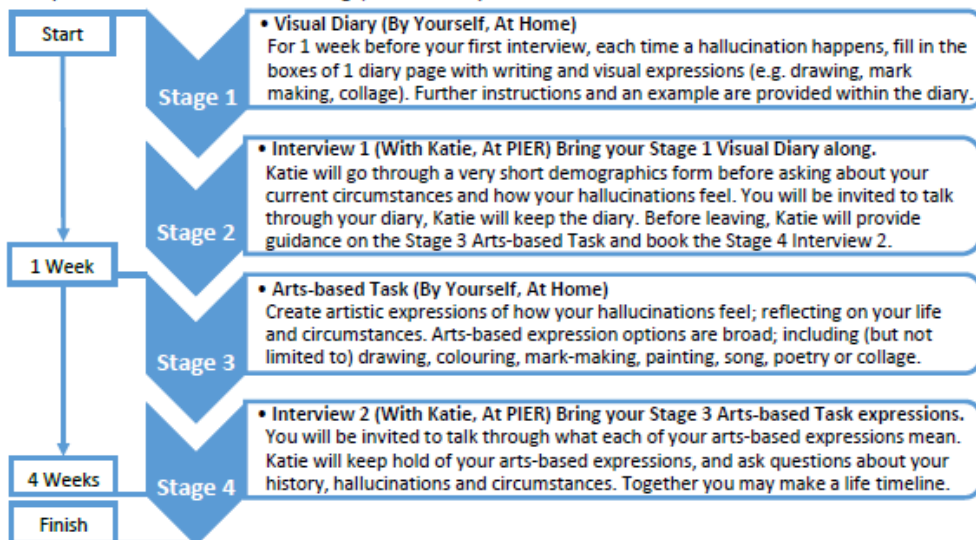 Start
Stage 1
• Visual Diary (By Yourself, At Home)
For 1 week before your first interview, each time a hallucination happens, fill in the
boxes of 1 diary page with writing and visual expressions (e.g. drawing, mark
making, collage). Further instructions and an example are provided within the diary.
Stage 2
• Interview 1 (With Katie, At PIER) Bring your Stage 1 Visual Diary along.
Katie will go through a very short demographics form before asking about your
current circumstances and how your hallucinations feel. You will be invited to talk
through your diary, Katie will keep the diary. Before leaving, Katie will provide
guidance on the Stage 3 Arts-based Task and book the Stage 4 Interview 2.
1 Week
Stage 3
• Arts-based Task (By Yourself, At Home)
Create artistic expressions of how your hallucinations feel; reflecting on your life
and circumstances. Arts-based expression options are broad; including (but not
limited to) drawing, colouring, mark-making, painting, song, poetry or collage.
Stage 4
• Interview 2 (With Katie, At PIER) Bring your Stage 3 Arts-based Task expressions.
You will be invited to talk through what each of your arts-based expressions mean.
Katie will keep hold of your arts-based expressions, and ask questions about your
history, hallucinations and circumstances. Together you may make a life timeline.
4 Weeks
Finish